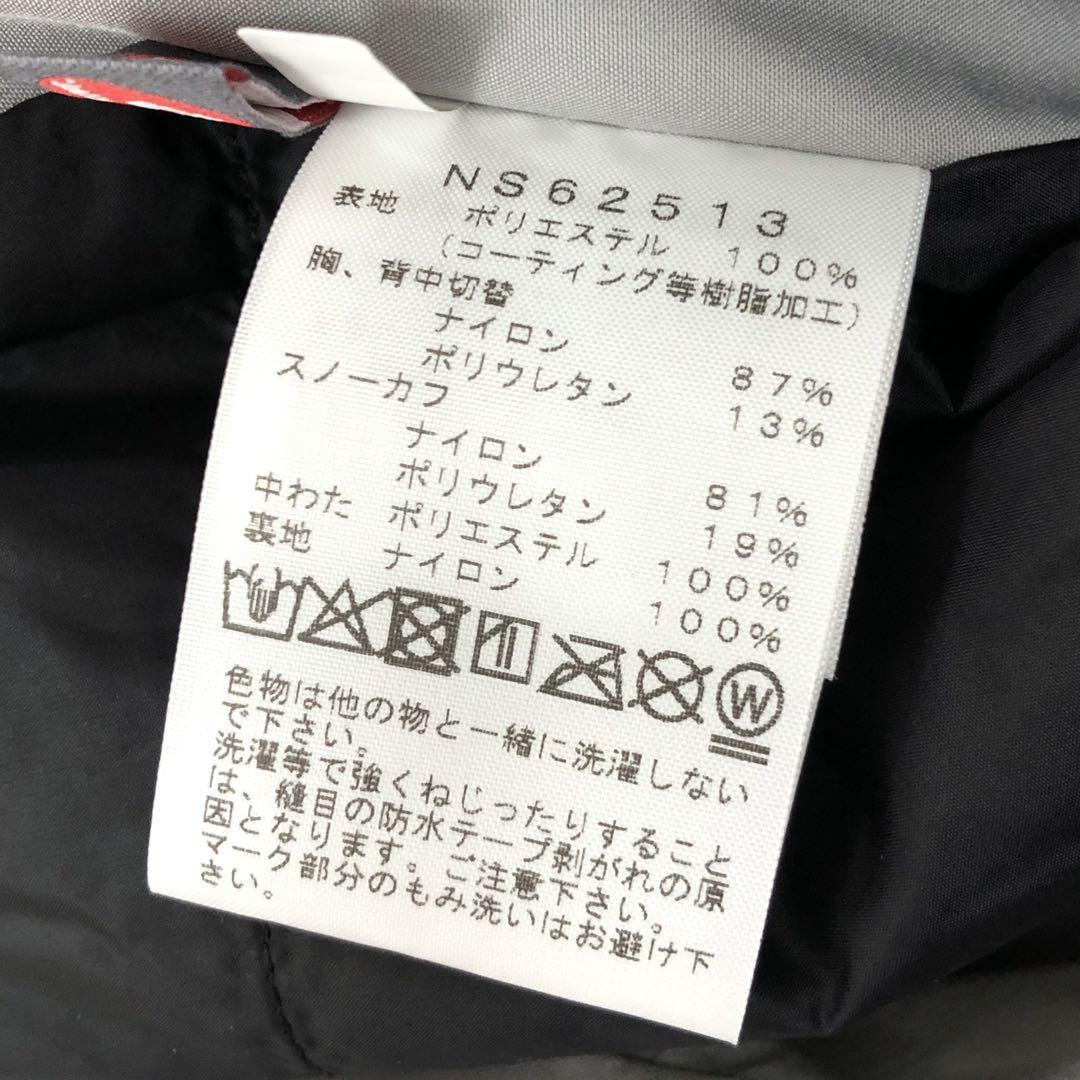 NS62513
表地 ポリエステル 100%
(コーティング等樹脂加工)
胸、背中切替
ナイロン 87%
ポリウレタン 13%
スノーカフ
ナイロン 81%
ポリウレタン 19%
中わた ポリエステル 100%
裏地 ナイロン 100%
W
色物は他の物と一緒に洗濯しない
で下さい。
洗濯等で強くねじったりすること
は、縫目の防水テープ剥がれの原
因となります。ご注意下さい。
マーク部分のもみ洗いはお避け下
さい。